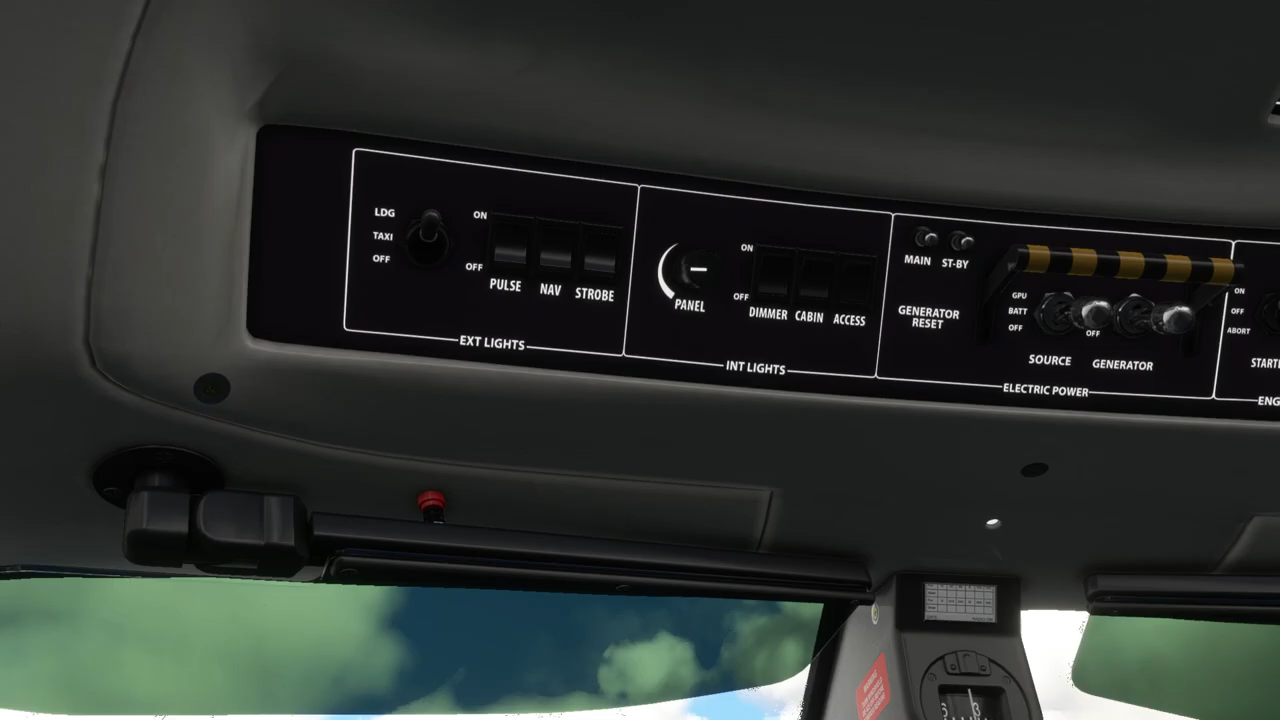 LDG
TAXI
OFF
ON
OFF
PULSE NAV STROBE
EXT LIGHTS
PANEL
ON
OFF
DIMMER CABIN ACCESS
INT LIGHTS
MAIN ST-BY
GENERATOR
RESET
GPU
BATT
OFF
OFF
SOURCE GENERATOR
ELECTRIC POWER
ON
OFF
ABORT